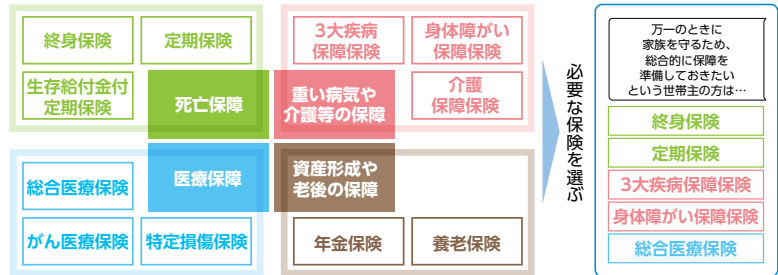 終身保険
定期保険
生存給付金付
定期保険
死亡保障
3大疾病
保障保険
身体障がい
保障保険
重い病気や
介護等の保障
介護
保障保険
総合医療保険
医療保障
がん医療保険
特定損傷保険
資産形成や
老後の保障
年金保険
養老保険
必要な保険を選ぶ
万一のときに
家族を守るため、
総合的に保障を
準備しておきたい
という世帯主の方は…
終身保険
定期保険
3大疾病保障保険
身体障がい保障保険
総合医療保険